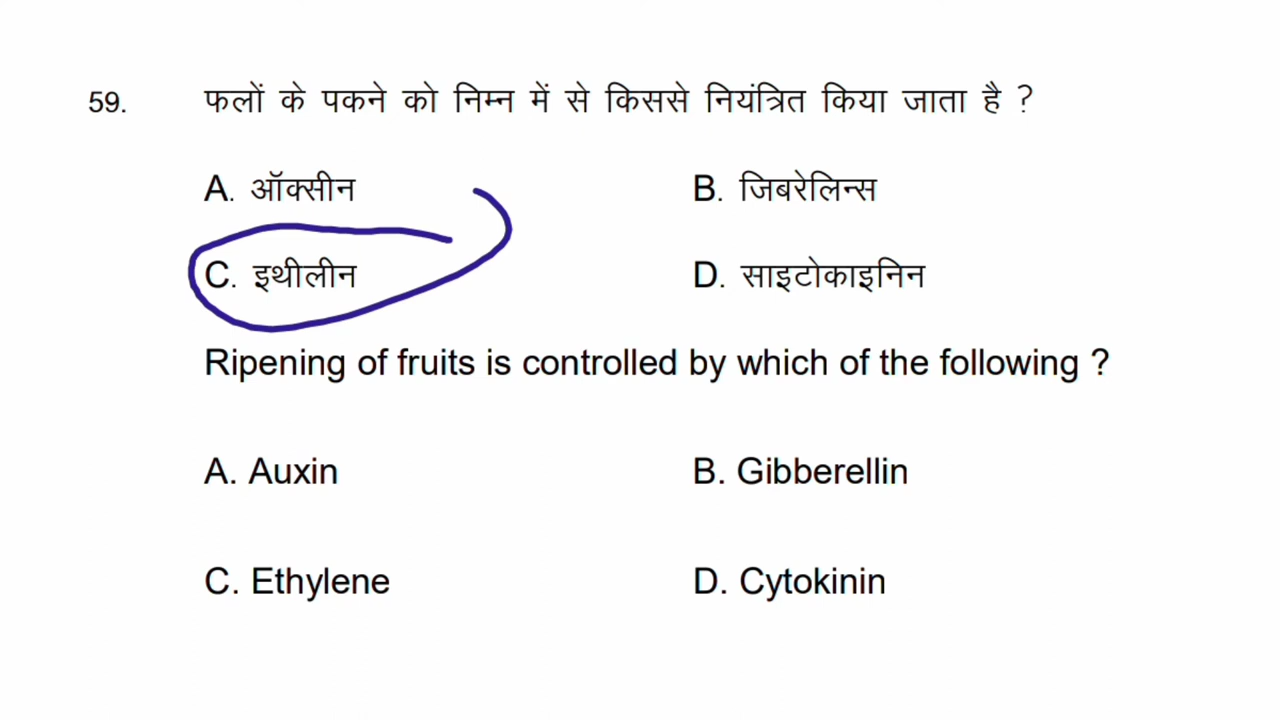 59. फलों के पकने को निम्न में से किससे नियंत्रित किया जाता है ?
A. ऑक्सीन B. जिबरेलिन्स
C. इथीलीन D. साइटोकाइनिन
Ripening of fruits is controlled by which of the following ?
A. Auxin B. Gibberellin
C. Ethylene D. Cytokinin